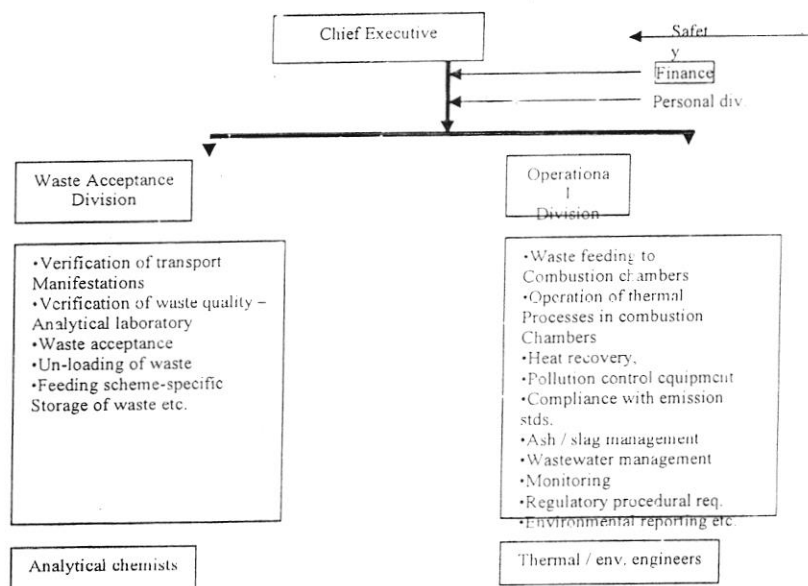 Chief Executive
Safet
y
Finance
Personal div.
Waste Acceptance
Division
Operationa
l
Division
•Verification of transport
Manifestations
•Verification of waste quality –
Analytical laboratory
•Waste acceptance
•Un-loading of waste
•Feeding scheme-specific
Storage of waste etc.
•Waste feeding to
Combustion chambers
•Operation of thermal
Processes in combustion
Chambers
•Heat recovery,
•Pollution control equipment
•Compliance with emission
stds.
•Ash / slag management
•Wastewater management
•Monitoring
•Regulatory procedural req.
•Environmental reporting etc.
Analytical chemists
Thermal / env. engineers